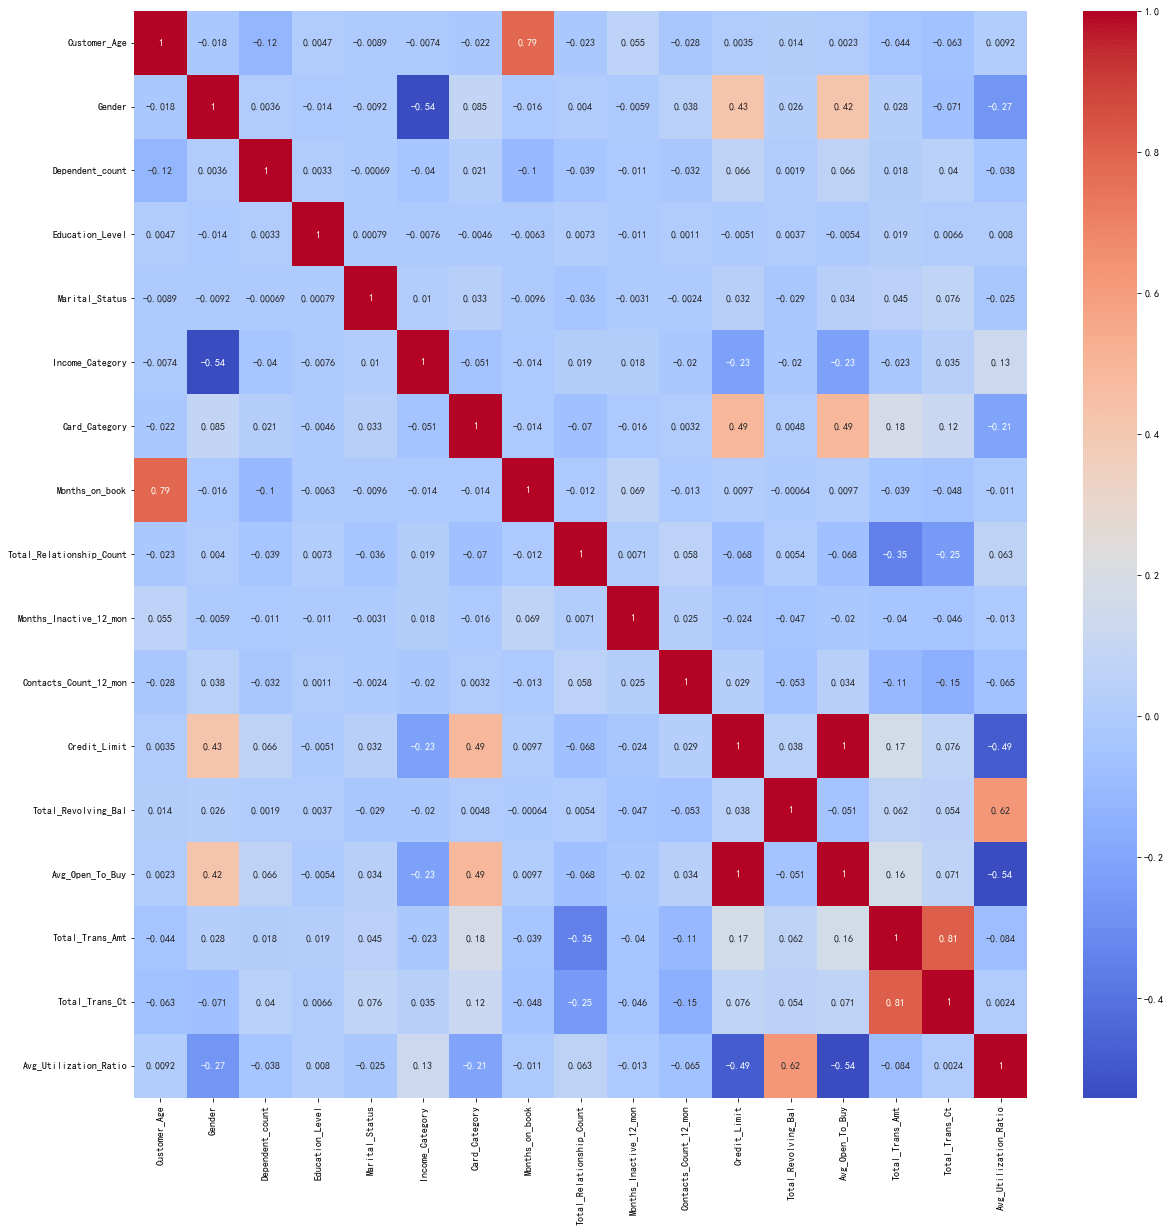 Customer_Age 1 -0.018 -0.12 0.0047 -0.0089 -0.0074 -0.022 0.79 -0.023 0.055 -0.028 0.0035 0.014 0.0023 -0.044 -0.063 0.0092
Gender -0.018 1 0.0036 -0.014 -0.0092 -0.54 0.085 -0.016 0.004 -0.0059 0.038 0.43 0.026 0.42 0.028 -0.071 -0.27
Dependent_count -0.12 0.0036 1 0.0033 -0.00069 -0.04 0.021 -0.1 -0.039 -0.011 -0.032 0.066 0.0019 0.066 0.018 0.04 -0.038
Education_Level 0.0047 -0.014 0.0033 1 0.00079 -0.0076 -0.0046 -0.0063 0.0073 -0.011 0.0011 -0.0051 0.0037 -0.0054 0.019 0.0066 0.008
Marital_Status -0.0089 -0.0092 -0.00069 0.00079 1 0.01 0.033 -0.0096 -0.036 -0.0031 -0.0024 0.032 -0.029 0.034 0.045 0.076 -0.025
Income_Category -0.0074 -0.54 -0.04 -0.0076 0.01 1 -0.051 -0.014 0.019 0.018 -0.02 -0.23 -0.02 -0.23 -0.023 0.035 0.13
Card_Category -0.022 0.085 0.021 -0.0046 0.033 -0.051 1 -0.014 -0.07 -0.016 0.0032 0.49 0.0048 0.49 0.18 0.12 -0.21
Months_on_book 0.79 -0.016 -0.1 -0.0063 -0.0096 -0.014 -0.014 1 -0.012 0.069 -0.013 0.0097 -0.00064 0.0097 -0.039 -0.048 -0.011
Total_Relationship_Count -0.023 0.004 -0.039 0.0073 -0.036 0.019 -0.07 -0.012 1 0.0071 0.058 -0.068 0.0054 -0.068 -0.35 -0.25 0.063
Months_Inactive_12_mon 0.055 -0.0059 -0.011 -0.011 -0.0031 0.018 -0.016 0.069 0.0071 1 0.025 -0.024 -0.047 -0.02 -0.04 -0.046 -0.013
Contacts_Count_12_mon -0.028 0.038 -0.032 0.0011 -0.0024 -0.02 0.0032 -0.013 0.058 0.025 1 0.029 -0.053 0.034 -0.11 -0.15 -0.065
Credit_Limit 0.0035 0.43 0.066 -0.0051 0.032 -0.23 0.49 0.0097 -0.068 -0.024 0.029 1 0.038 1 0.17 0.076 -0.49
Total_Revolving_Bal 0.014 0.026 0.0019 0.0037 -0.029 -0.02 0.0048 -0.00064 0.0054 -0.047 -0.053 0.038 1 -0.051 0.062 0.054 0.62
Avg_Open_To_Buy 0.0023 0.42 0.066 -0.0054 0.034 -0.23 0.49 0.0097 -0.068 -0.02 0.034 1 -0.051 1 0.16 0.071 -0.54
Total_Trans_Amt -0.044 0.028 0.018 0.019 0.045 -0.023 0.18 -0.039 -0.35 -0.04 -0.11 0.17 0.062 0.16 1 0.81 -0.084
Total_Trans_Ct -0.063 -0.071 0.04 0.0066 0.076 0.035 0.12 -0.048 -0.25 -0.046 -0.15 0.076 0.054 0.071 0.81 1 0.0024
Avg_Utilization_Ratio 0.0092 -0.27 -0.038 0.008 -0.025 0.13 -0.21 -0.011 0.063 -0.013 -0.065 -0.49 0.62 -0.54 -0.084 0.0024 1
Customer_Age
Gender
Dependent_count
Education_Level
Marital_Status
Income_Category
Card_Category
Months_on_book
Total_Relationship_Count
Months_Inactive_12_mon
Contacts_Count_12_mon
Credit_Limit
Total_Revolving_Bal
Avg_Open_To_Buy
Total_Trans_Amt
Total_Trans_Ct
Avg_Utilization_Ratio
1.0
0.8
0.6
0.4
0.2
0.0
-0.2
-0.4